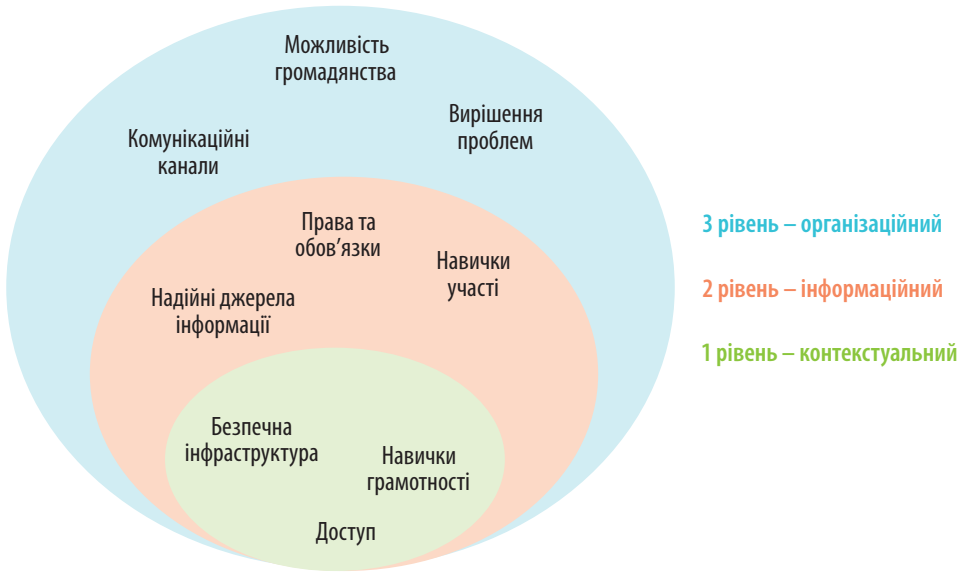 Можливість
громадянства
Вирішення
проблем
Комунікаційні
канали
Права та
обов’язки
Навички
участі
Надійні джерела
інформації
Безпечна
інфраструктура
Навички
грамотності
Доступ
3 рівень – організаційний
2 рівень – інформаційний
1 рівень – контекстуальний